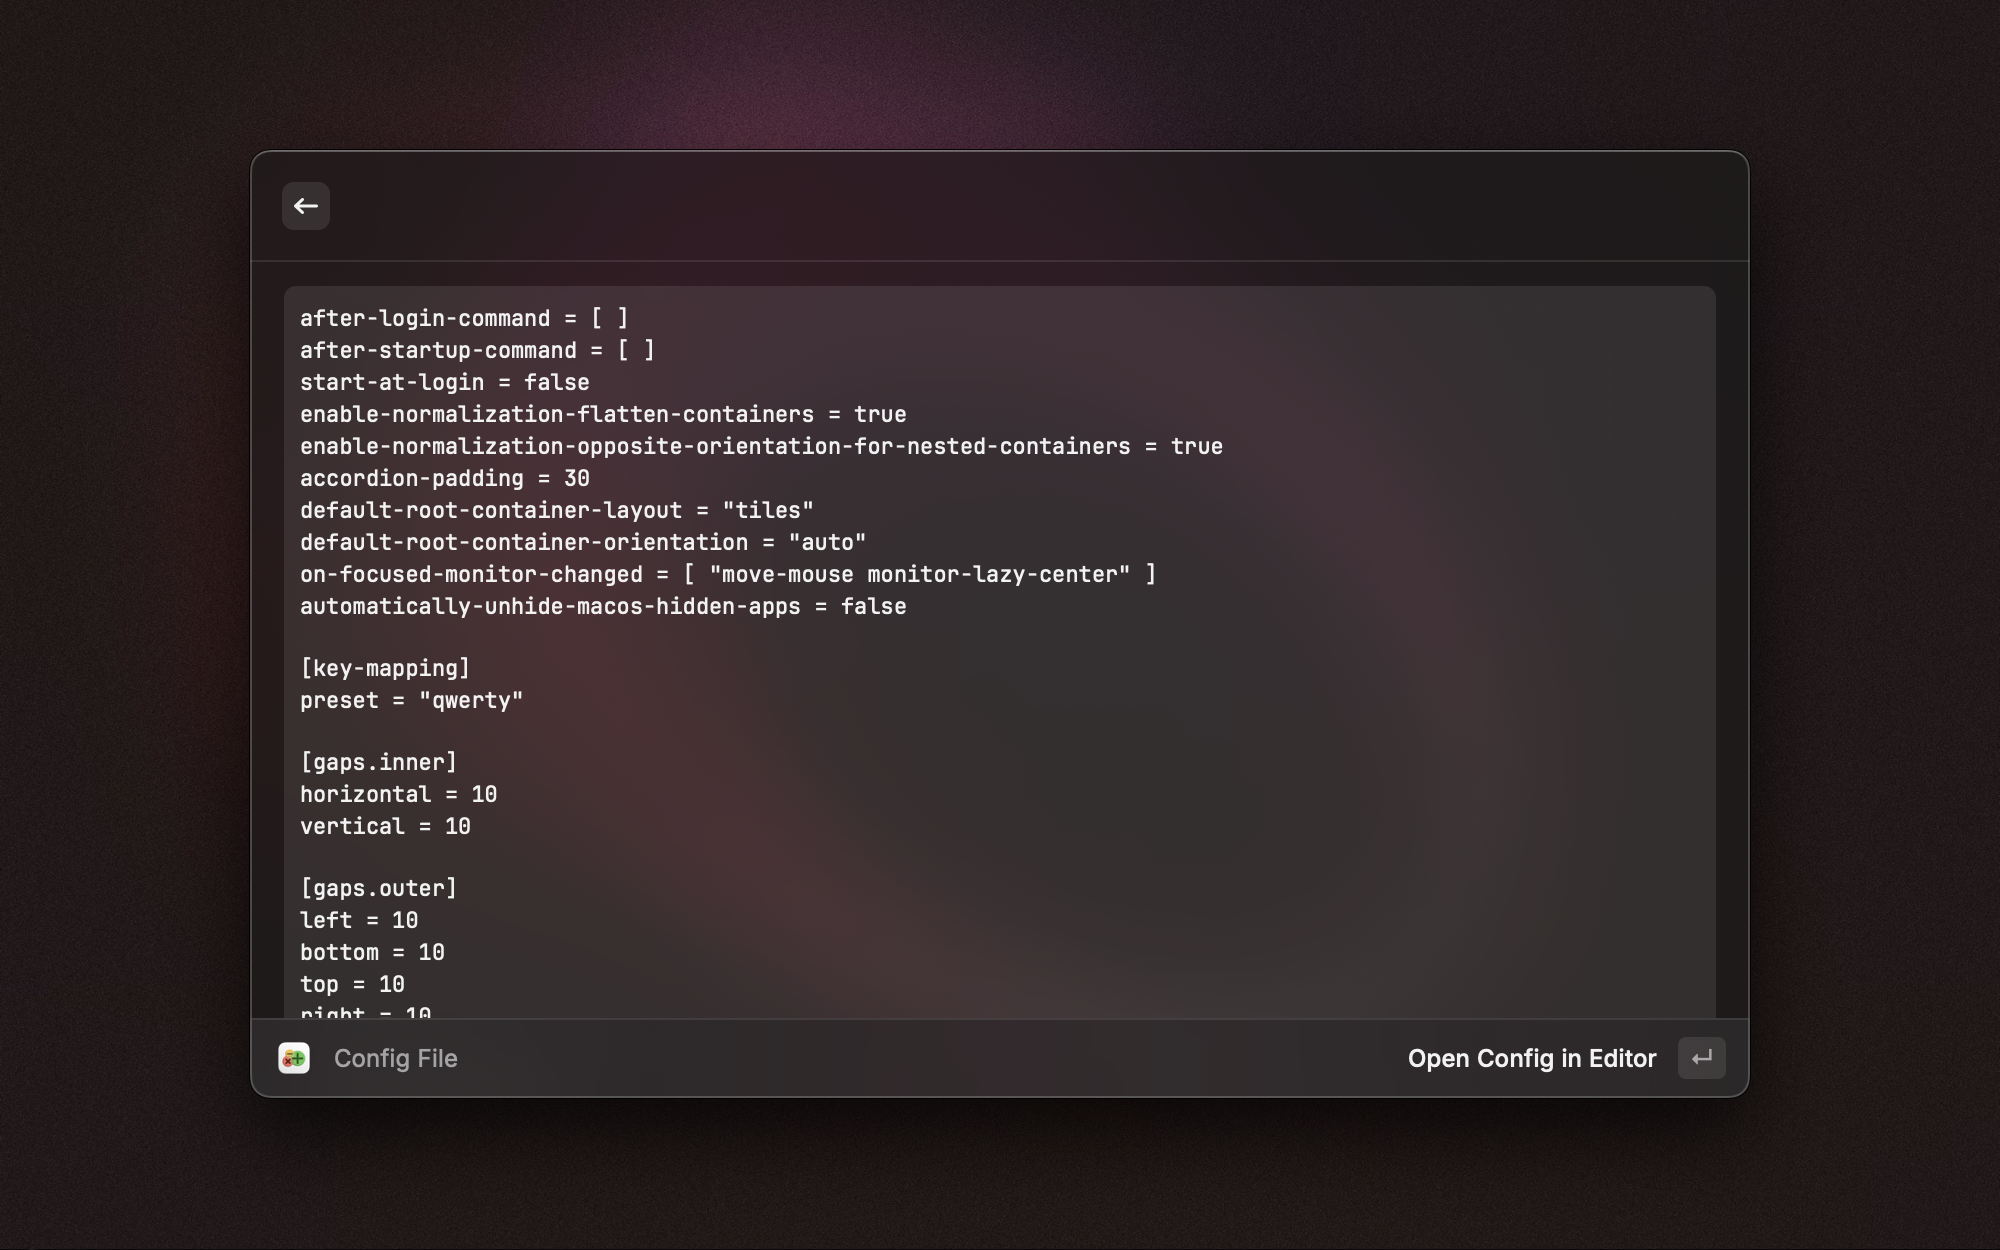 after-login-command = [ ]
after-startup-command = [ ]
start-at-login = false
enable-normalization-flatten-containers = true
enable-normalization-opposite-orientation-for-nested-containers = true
accordion-padding = 30
default-root-container-layout = "tiles"
default-root-container-orientation = "auto"
on-focused-monitor-changed = [ "move-mouse monitor-lazy-center" ]
automatically-unhide-macos-hidden-apps = false

[key-mapping]
preset = "qwerty"

[gaps.inner]
horizontal = 10
vertical = 10

[gaps.outer]
left = 10
bottom = 10
top = 10
right = 10
Config File
Open Config in Editor